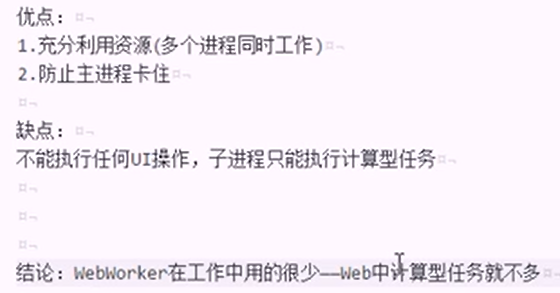 优点：
1.充分利用资源(多个进程同时工作)
2.防止主进程卡住
缺点：
不能执行任何UI操作，子进程只能执行计算型任务
结论：WebWorker在工作中用的很少——Web中计算型任务就不多